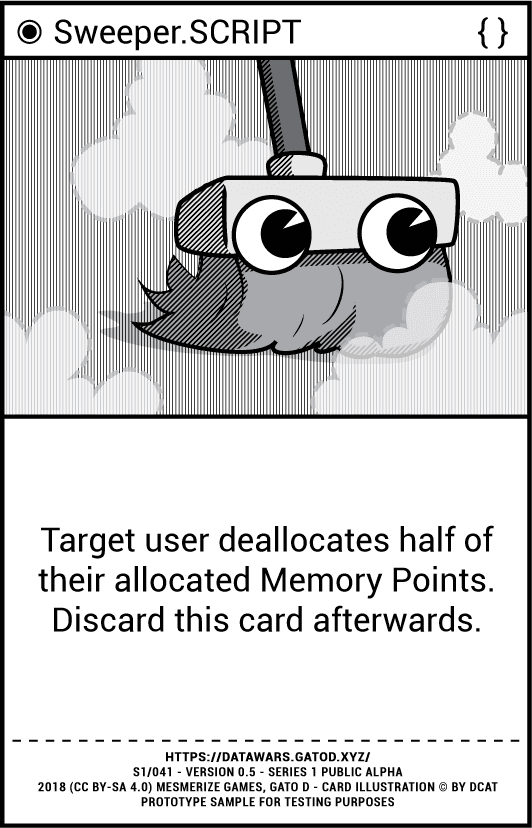 Sweeper.SCRIPT { }
Target user deallocates half of
their allocated Memory Points.
Discard this card afterwards.
HTTPS://DATAWARS.GATOD.XYZ/
S1/041 - VERSION 0.5 - SERIES 1 PUBLIC ALPHA
2018 (CC BY-SA 4.0) MESMERIZE GAMES, GATO D - CARD ILLUSTRATION © BY DCAT
PROTOTYPE SAMPLE FOR TESTING PURPOSES